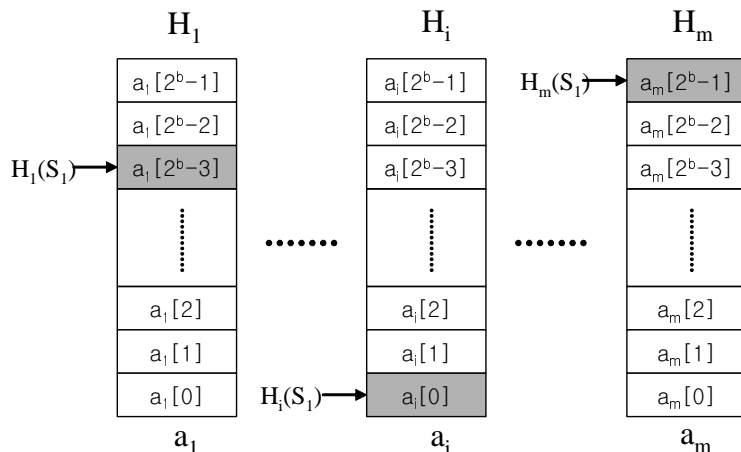 H₁ Hᵢ Hₘ
a₁[2ᵇ−1] aᵢ[2ᵇ−1] Hₘ(S₁) aₘ[2ᵇ−1]
a₁[2ᵇ−2] aᵢ[2ᵇ−2] aₘ[2ᵇ−2]
H₁(S₁) a₁[2ᵇ−3] aᵢ[2ᵇ−3] aₘ[2ᵇ−3]
a₁[2] aᵢ[2] aₘ[2]
a₁[1] aᵢ[1] aₘ[1]
a₁[0] Hᵢ(S₁) aᵢ[0] aₘ[0]
a₁ aᵢ aₘ